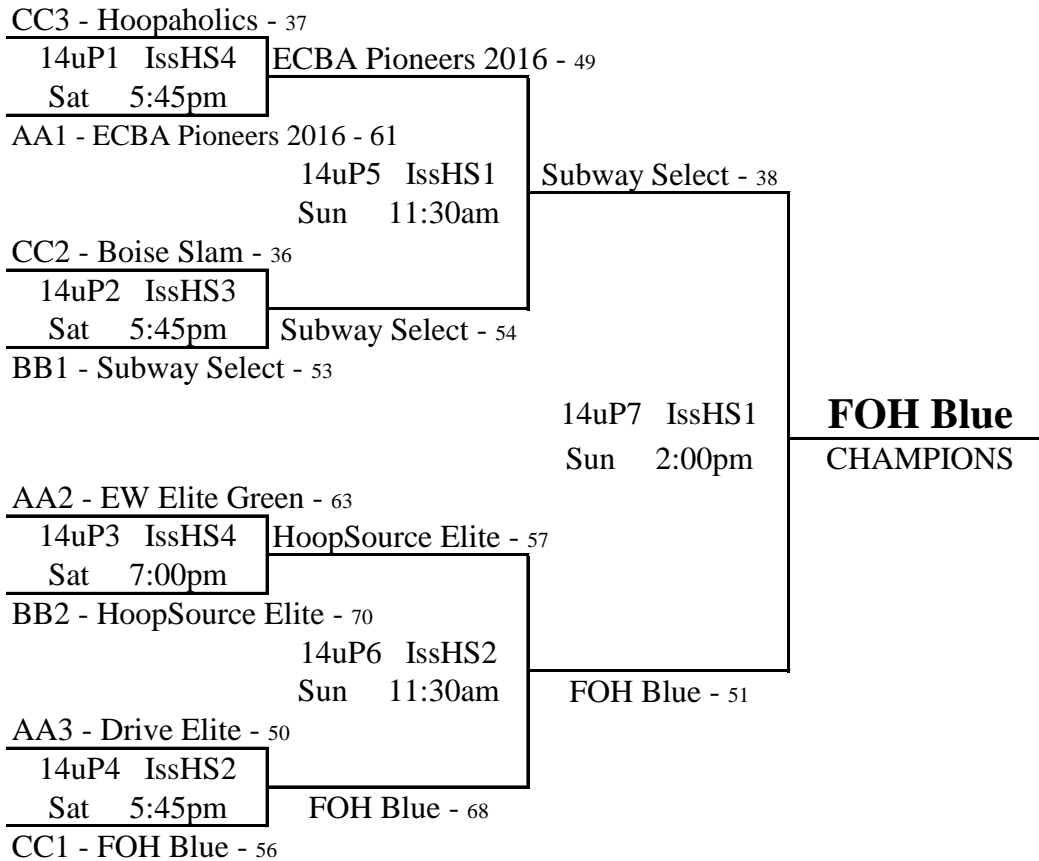 CC3 - Hoopaholics - 37
14uP1 IssHS4
ECBA Pioneers 2016 - 49
Sat 5:45pm
AA1 - ECBA Pioneers 2016 - 61
14uP5 IssHS1
Subway Select - 38
Sun 11:30am
CC2 - Boise Slam - 36
14uP2 IssHS3
Sat 5:45pm
Subway Select - 54
BB1 - Subway Select - 53
14uP7 IssHS1
FOH Blue
Sun 2:00pm
CHAMPIONS
AA2 - EW Elite Green - 63
14uP3 IssHS4
HoopSource Elite - 57
Sat 7:00pm
BB2 - HoopSource Elite - 70
14uP6 IssHS2
Sun 11:30am
FOH Blue - 51
AA3 - Drive Elite - 50
14uP4 IssHS2
Sat 5:45pm
FOH Blue - 68
CC1 - FOH Blue - 56